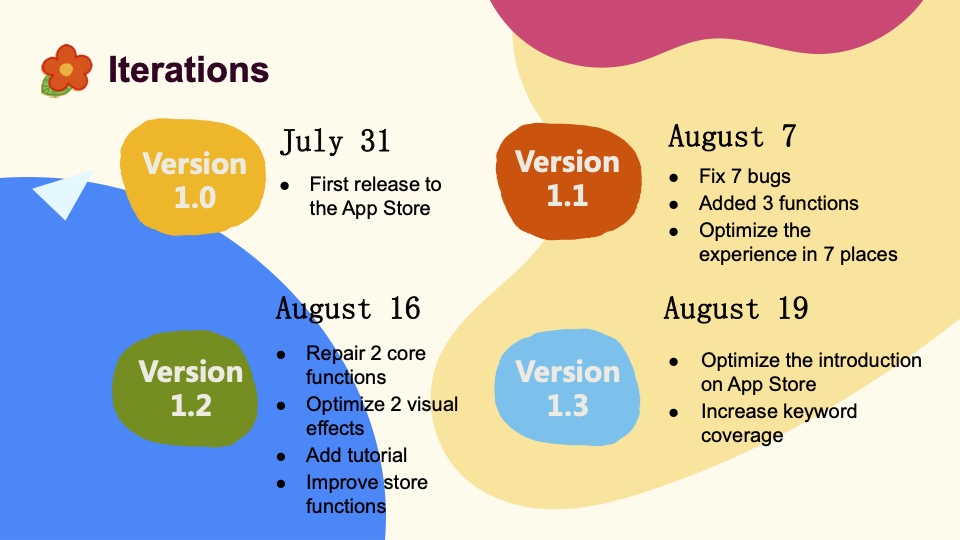 Iterations
Version
1.0
July 31
● First release to
the App Store
Version
1.1
August 7
● Fix 7 bugs
● Added 3 functions
● Optimize the
experience in 7 places
Version
1.2
August 16
● Repair 2 core
functions
● Optimize 2 visual
effects
● Add tutorial
● Improve store
functions
Version
1.3
August 19
● Optimize the introduction
on App Store
● Increase keyword
coverage